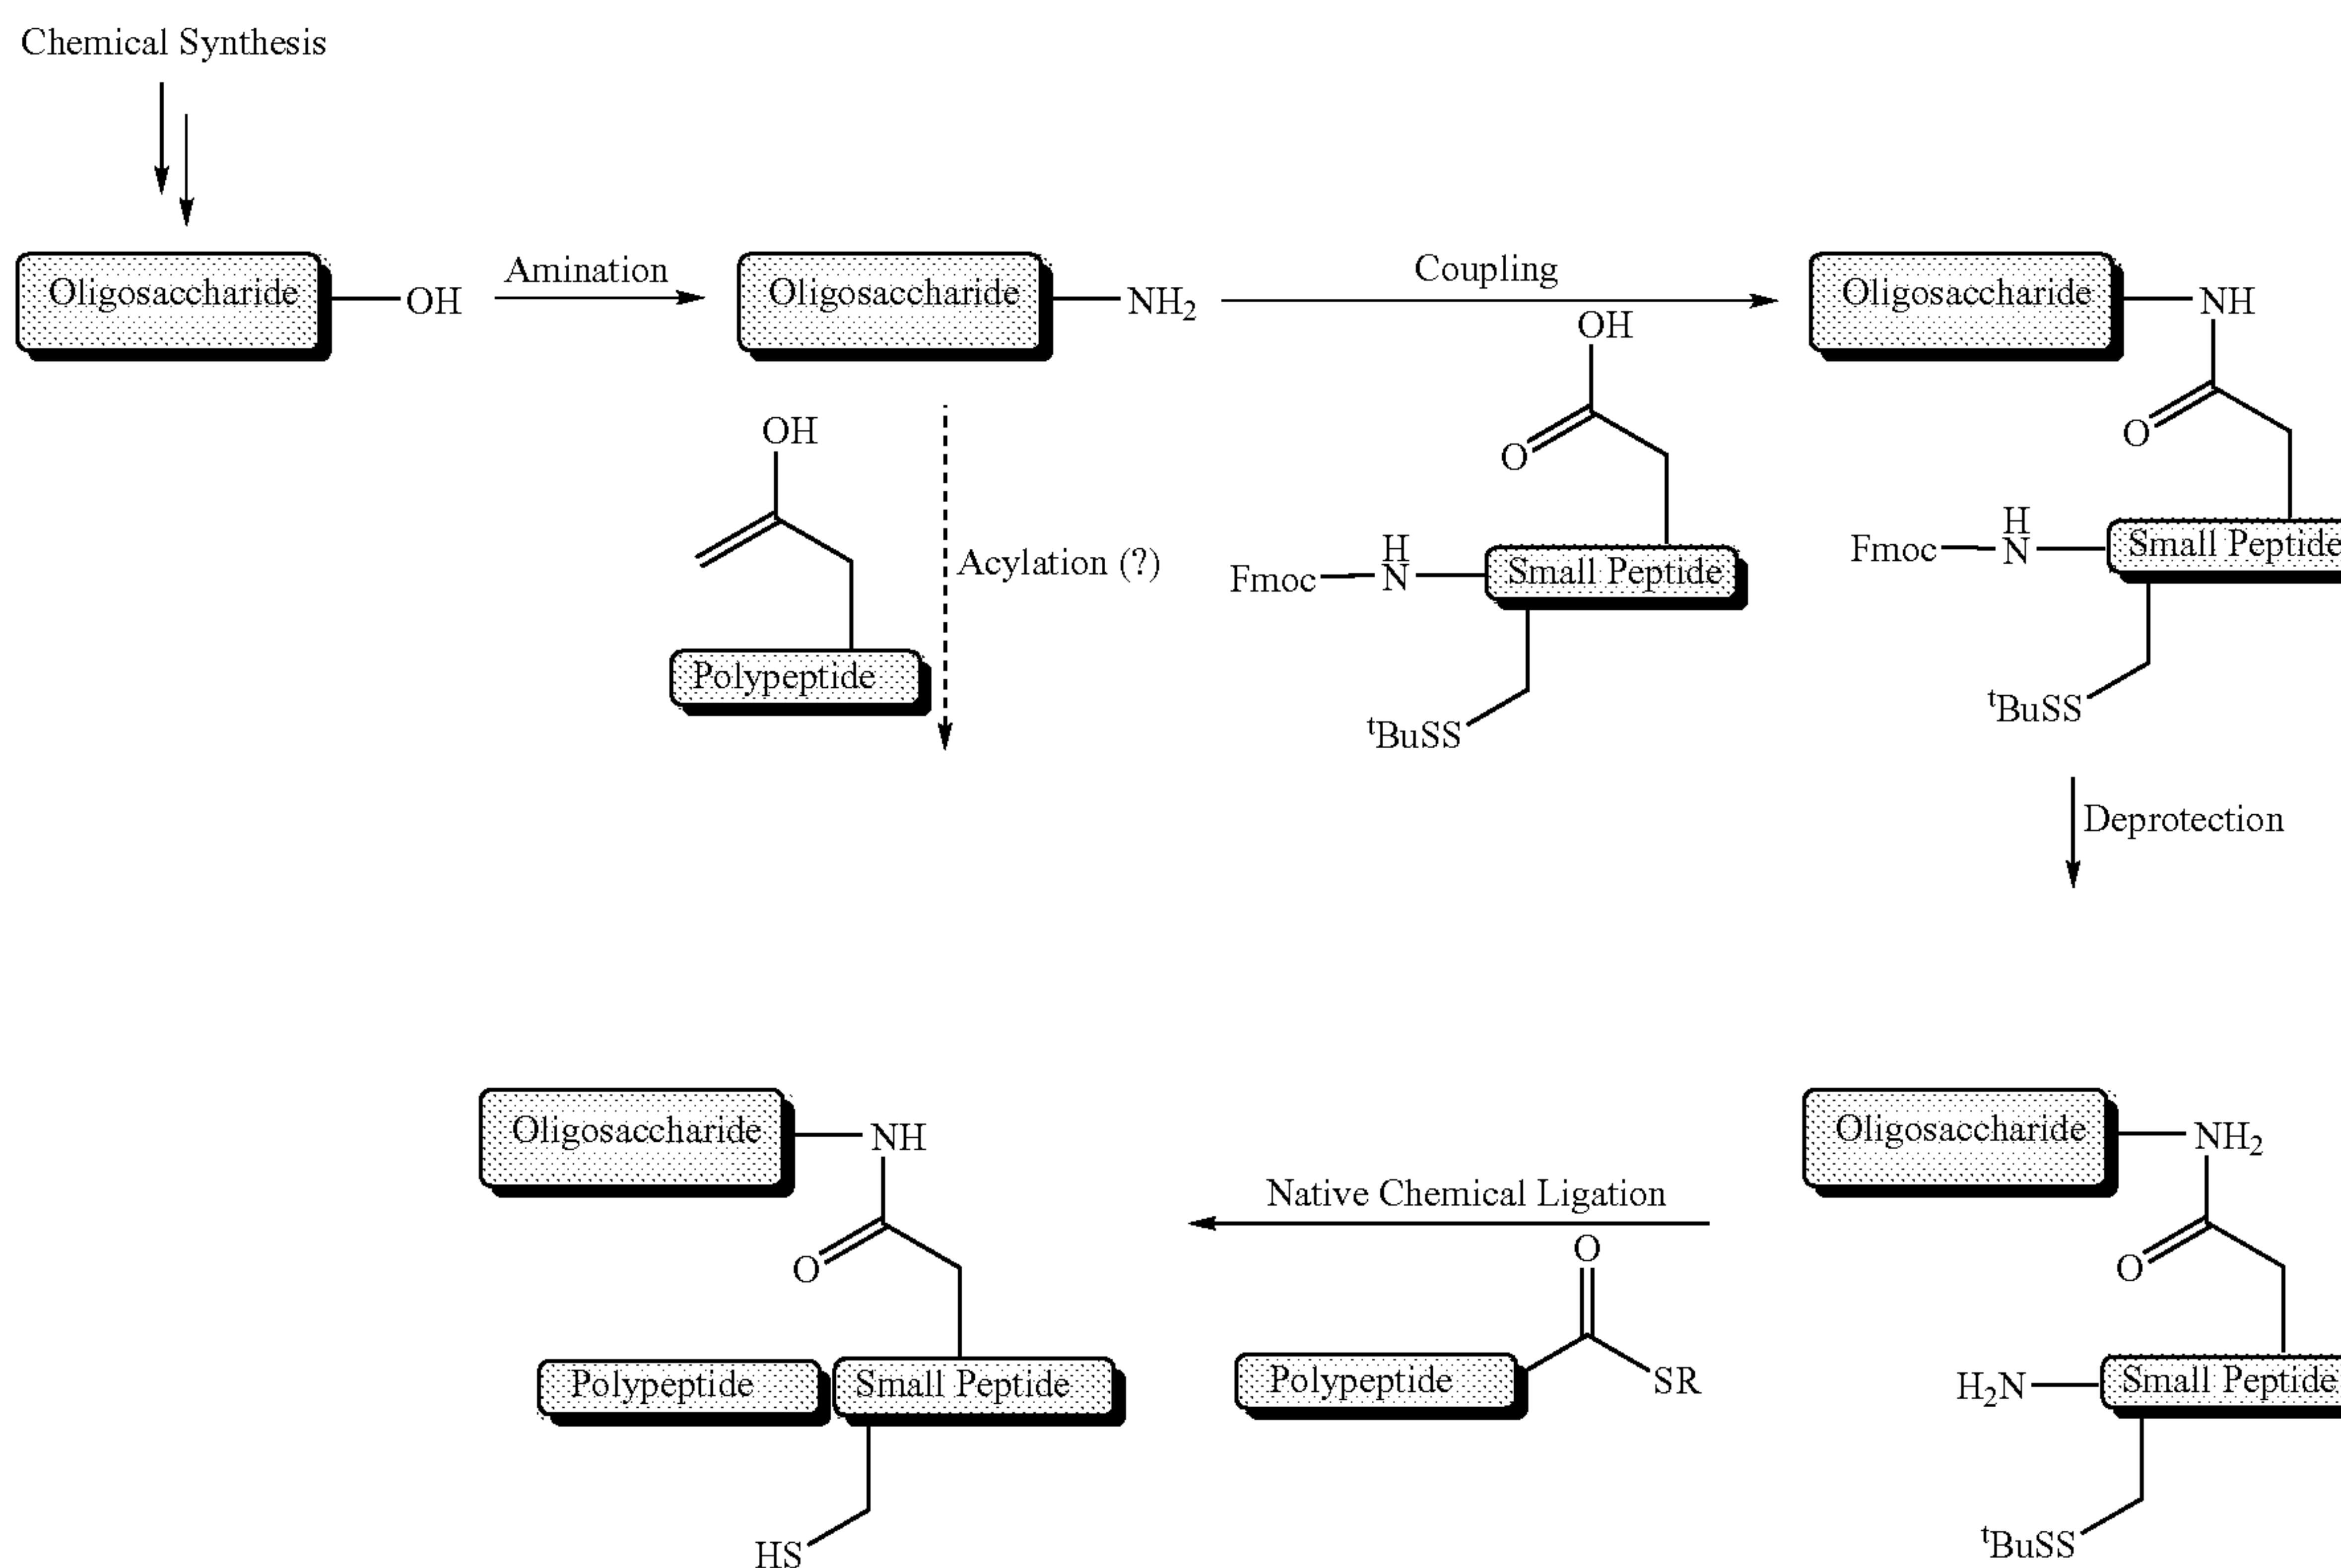 Chemical Synthesis
Oligosaccharide
OH
Amination
Oligosaccharide
NH2
Coupling
Oligosaccharide
NH
OH
O
O
OH
Acylation (?)
Polypeptide
Fmoc
H
N
Small Peptide
tBuSS
Fmoc
H
N
Small Peptide
tBuSS
Deprotection
Oligosaccharide
NH
O
Polypeptide
Small Peptide
HS
Native Chemical Ligation
O
Polypeptide
SR
Oligosaccharide
NH2
O
H2N
Small Peptide
tBuSS